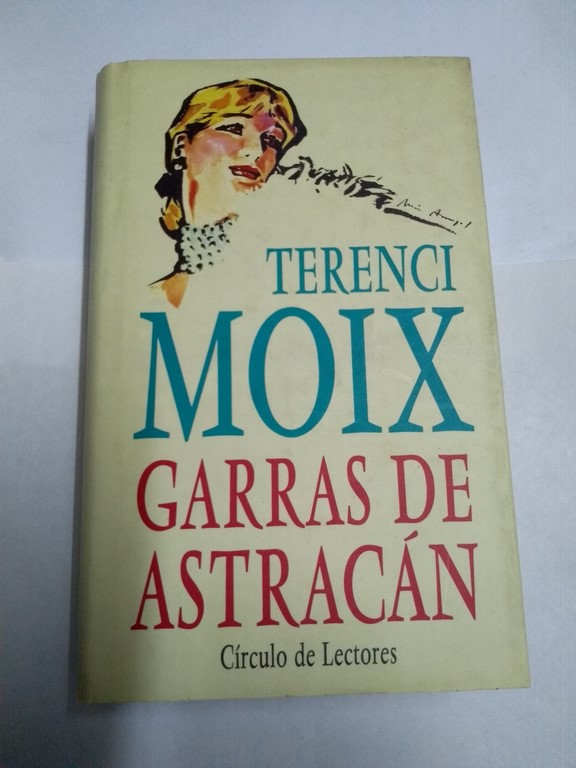 TERENCI
MOIX
GARRAS DE
ASTRACÁN
Círculo de Lectores